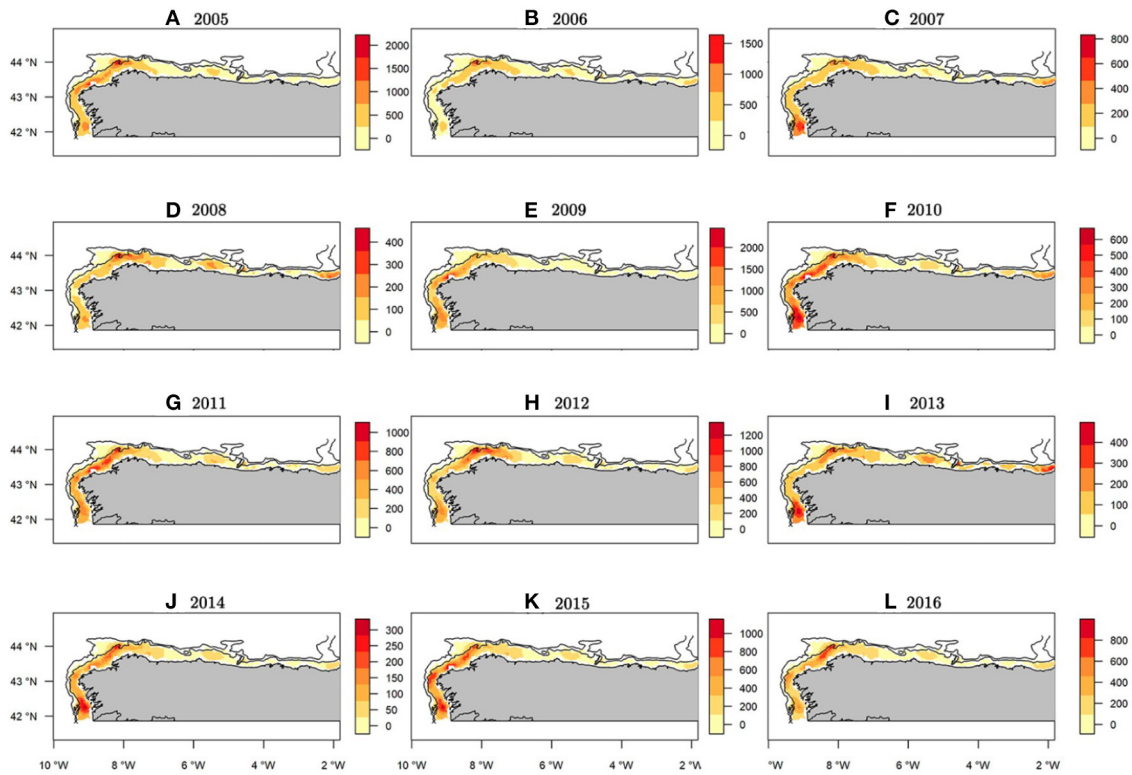 A 2005
B 2006
C 2007
44 °N
43 °N
42 °N
2000
1500
1000
500
0
1500
1000
500
0
800
600
400
200
0
D 2008
E 2009
F 2010
44 °N
43 °N
42 °N
400
300
200
100
0
2000
1500
1000
500
0
600
500
400
300
200
100
0
G 2011
H 2012
I 2013
44 °N
43 °N
42 °N
1000
800
600
400
200
0
1200
1000
800
600
400
200
0
400
300
200
100
0
J 2014
K 2015
L 2016
44 °N
43 °N
42 °N
300
250
200
150
100
50
0
1000
800
600
400
200
0
800
600
400
200
0
10 °W 8 °W 6 °W 4 °W 2 °W
10 °W 8 °W 6 °W 4 °W 2 °W
°W 8 °W 6 °W 4 °W 2 °W